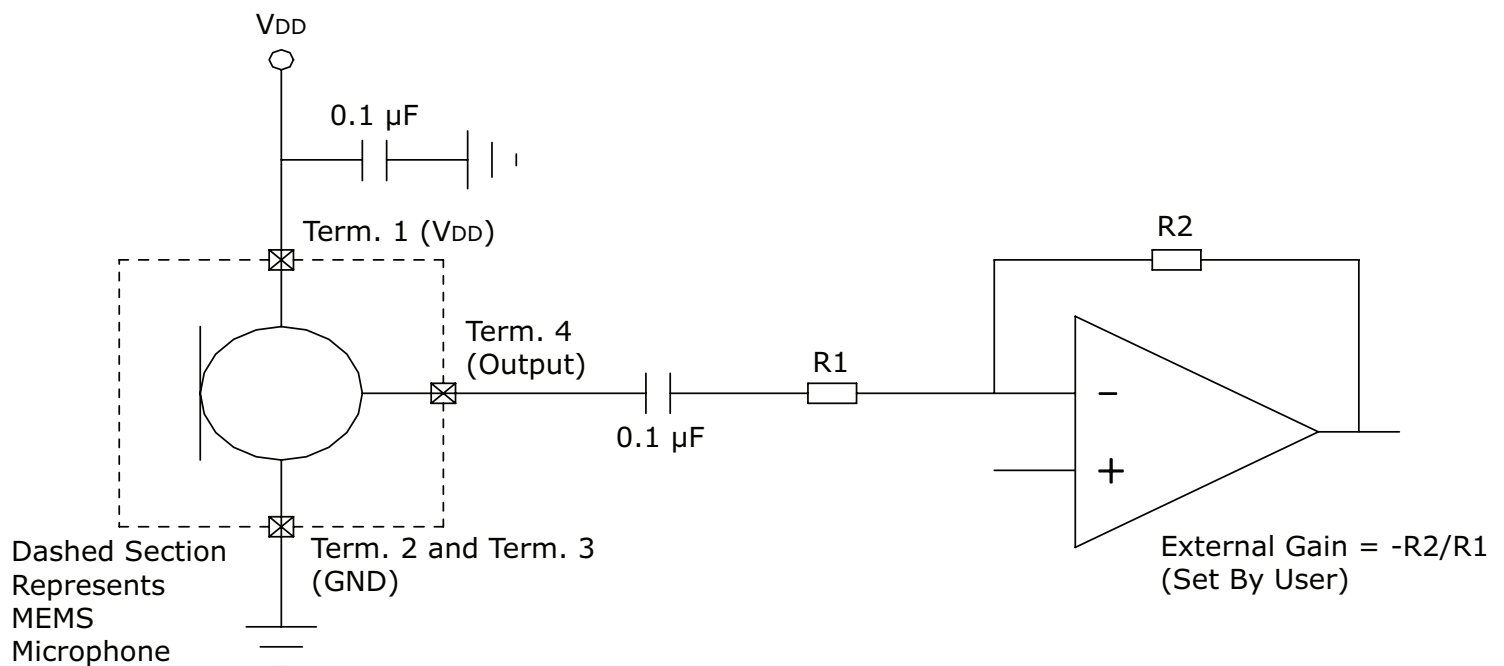 VDD
0.1 µF
Term. 1 (VDD)
R2
Term. 4
(Output)
R1
0.1 µF
-
+
Term. 2 and Term. 3
(GND)
Dashed Section
Represents
MEMS
Microphone
External Gain = -R2/R1
(Set By User)